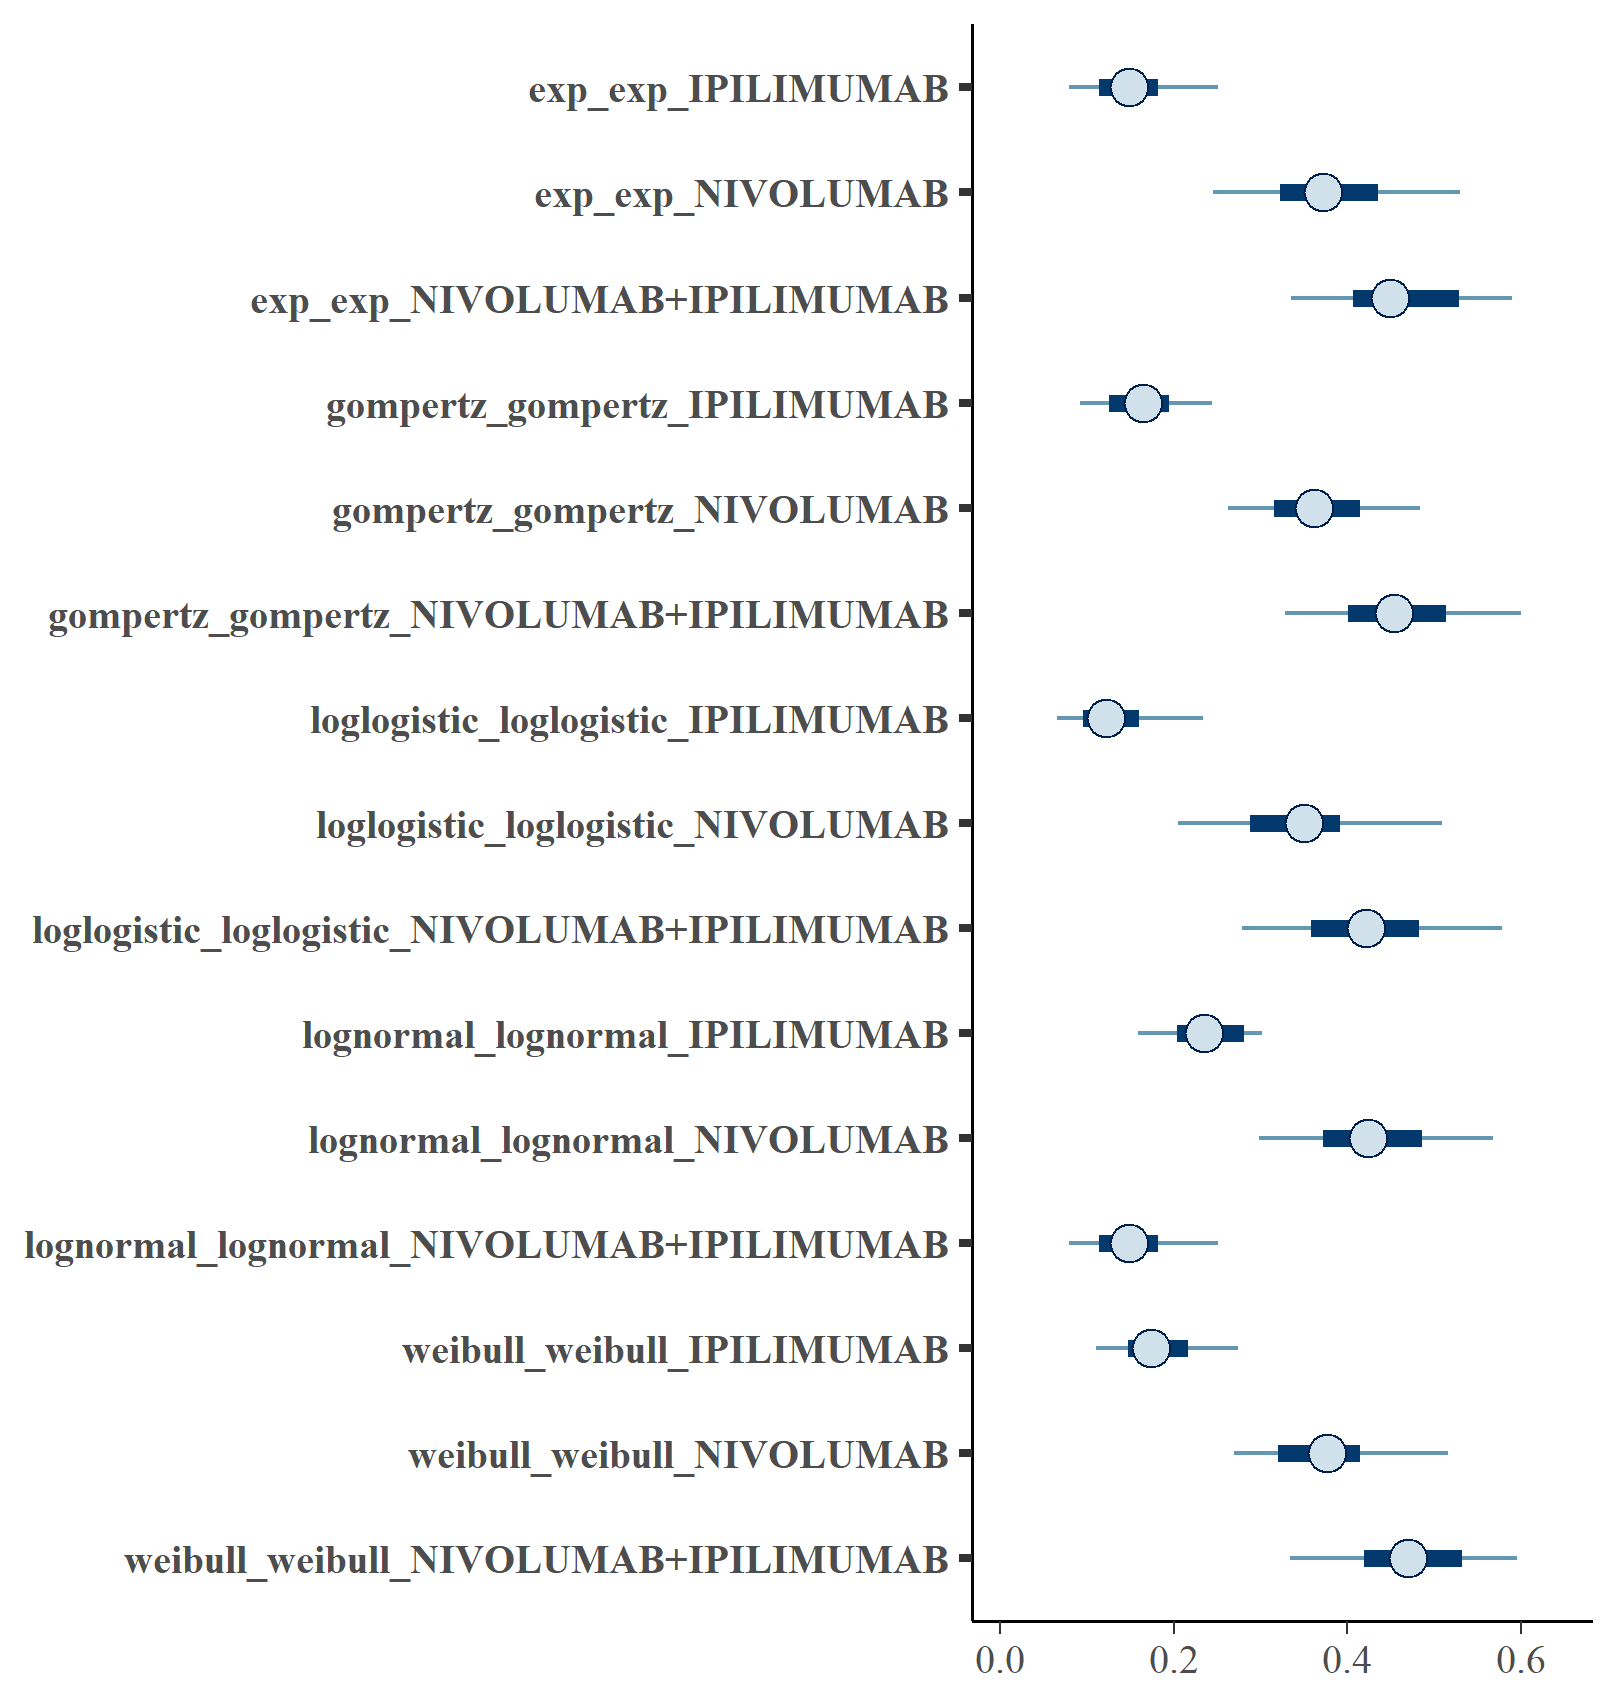 exp_exp_IPILIMUMAB
exp_exp_NIVOLUMAB
exp_exp_NIVOLUMAB+IPILIMUMAB
gompertz_gompertz_IPILIMUMAB
gompertz_gompertz_NIVOLUMAB
gompertz_gompertz_NIVOLUMAB+IPILIMUMAB
loglogistic_loglogistic_IPILIMUMAB
loglogistic_loglogistic_NIVOLUMAB
loglogistic_loglogistic_NIVOLUMAB+IPILIMUMAB
lognormal_lognormal_IPILIMUMAB
lognormal_lognormal_NIVOLUMAB
lognormal_lognormal_NIVOLUMAB+IPILIMUMAB
weibull_weibull_IPILIMUMAB
weibull_weibull_NIVOLUMAB
weibull_weibull_NIVOLUMAB+IPILIMUMAB
0.0 0.2 0.4 0.6